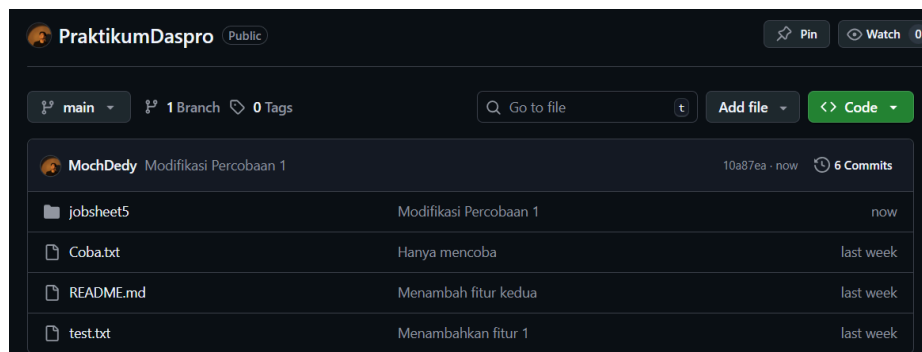 PraktikumDaspro Public Pin Watch 0
main 1 Branch 0 Tags Go to file t Add file <> Code
MochDedy Modifikasi Percobaan 1 10a87ea · now 6 Commits
jobsheet5 Modifikasi Percobaan 1 now
Coba.txt Hanya mencoba last week
README.md Menambah fitur kedua last week
test.txt Menambahkan fitur 1 last week